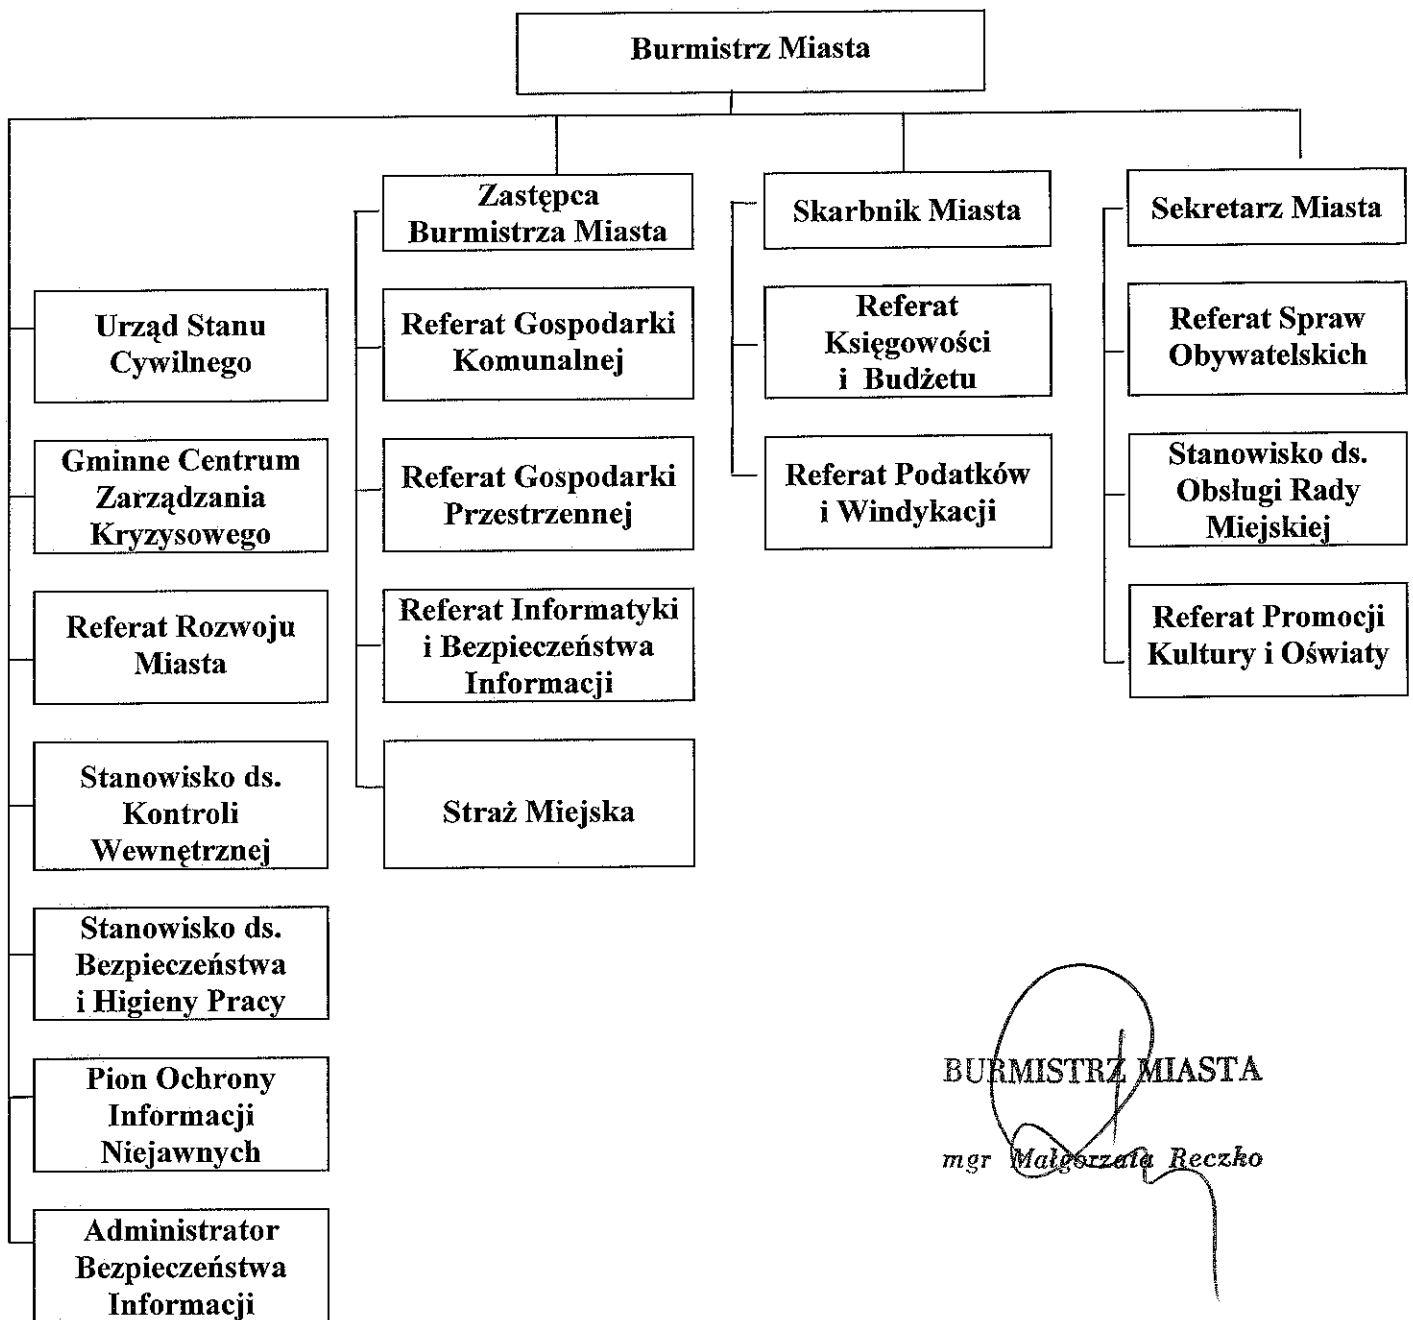 Burmistrz Miasta
Zastępca
Burmistrza Miasta
Skarbnik Miasta
Sekretarz Miasta
Urząd Stanu
Cywilnego
Gminne Centrum
Zarządzania
Kryzysowego
Referat Rozwoju
Miasta
Stanowisko ds.
Kontroli
Wewnętrznej
Stanowisko ds.
Bezpieczeństwa
i Higieny Pracy
Pion Ochrony
Informacji
Niejawnych
Administrator
Bezpieczeństwa
Informacji
Referat Gospodarki
Komunalnej
Referat Gospodarki
Przestrzennej
Referat Informatyki
i Bezpieczeństwa
Informacji
Straż Miejska
Referat
Księgowości
i Budżetu
Referat Podatków
i Windykacji
Referat Spraw
Obywatelskich
Stanowisko ds.
Obsługi Rady
Miejskiej
Referat Promocji
Kultury i Oświaty
BURMISTRZ MIASTA
mgr Małgorzata Reczko